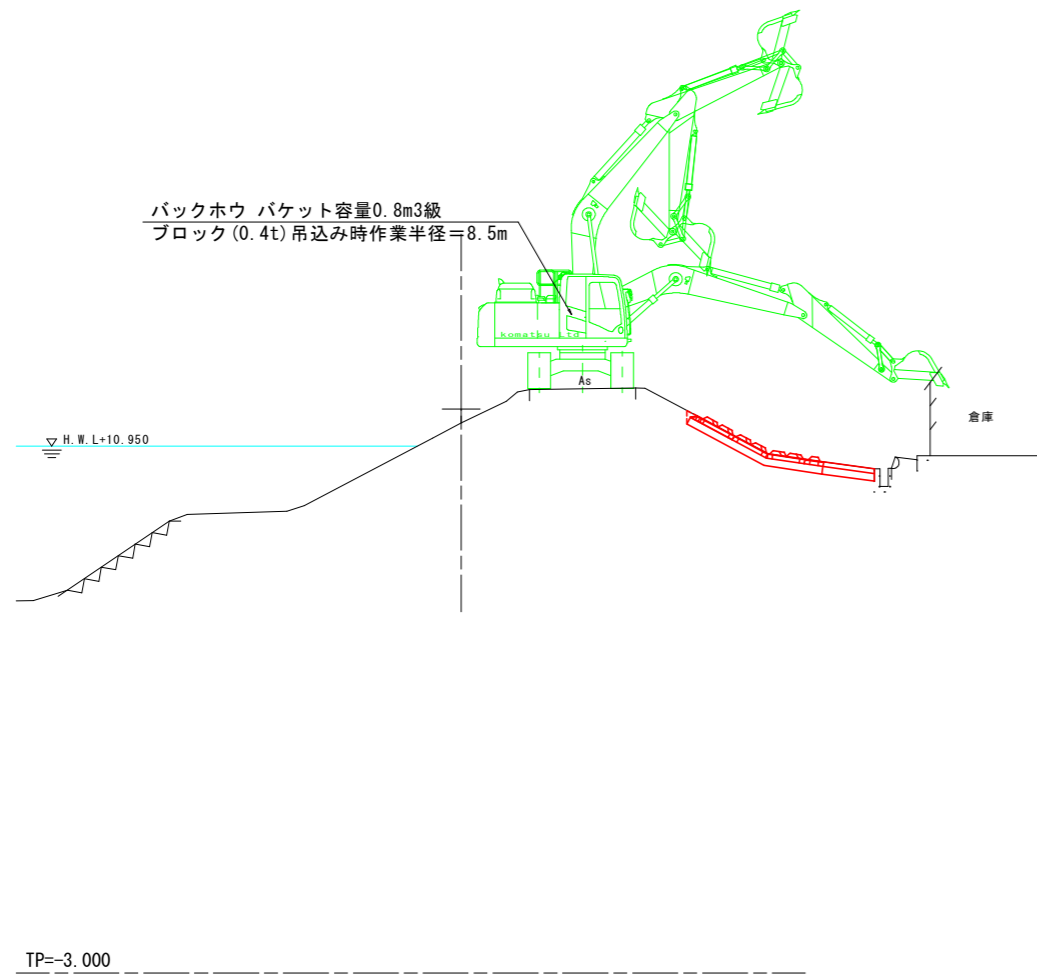 バックホウ バケット容量0.8m3級
ブロック(0.4t)吊込み時作業半径＝8.5m
komatsu Ltd
As
倉庫
H.W.L+10.950
TP=-3.000